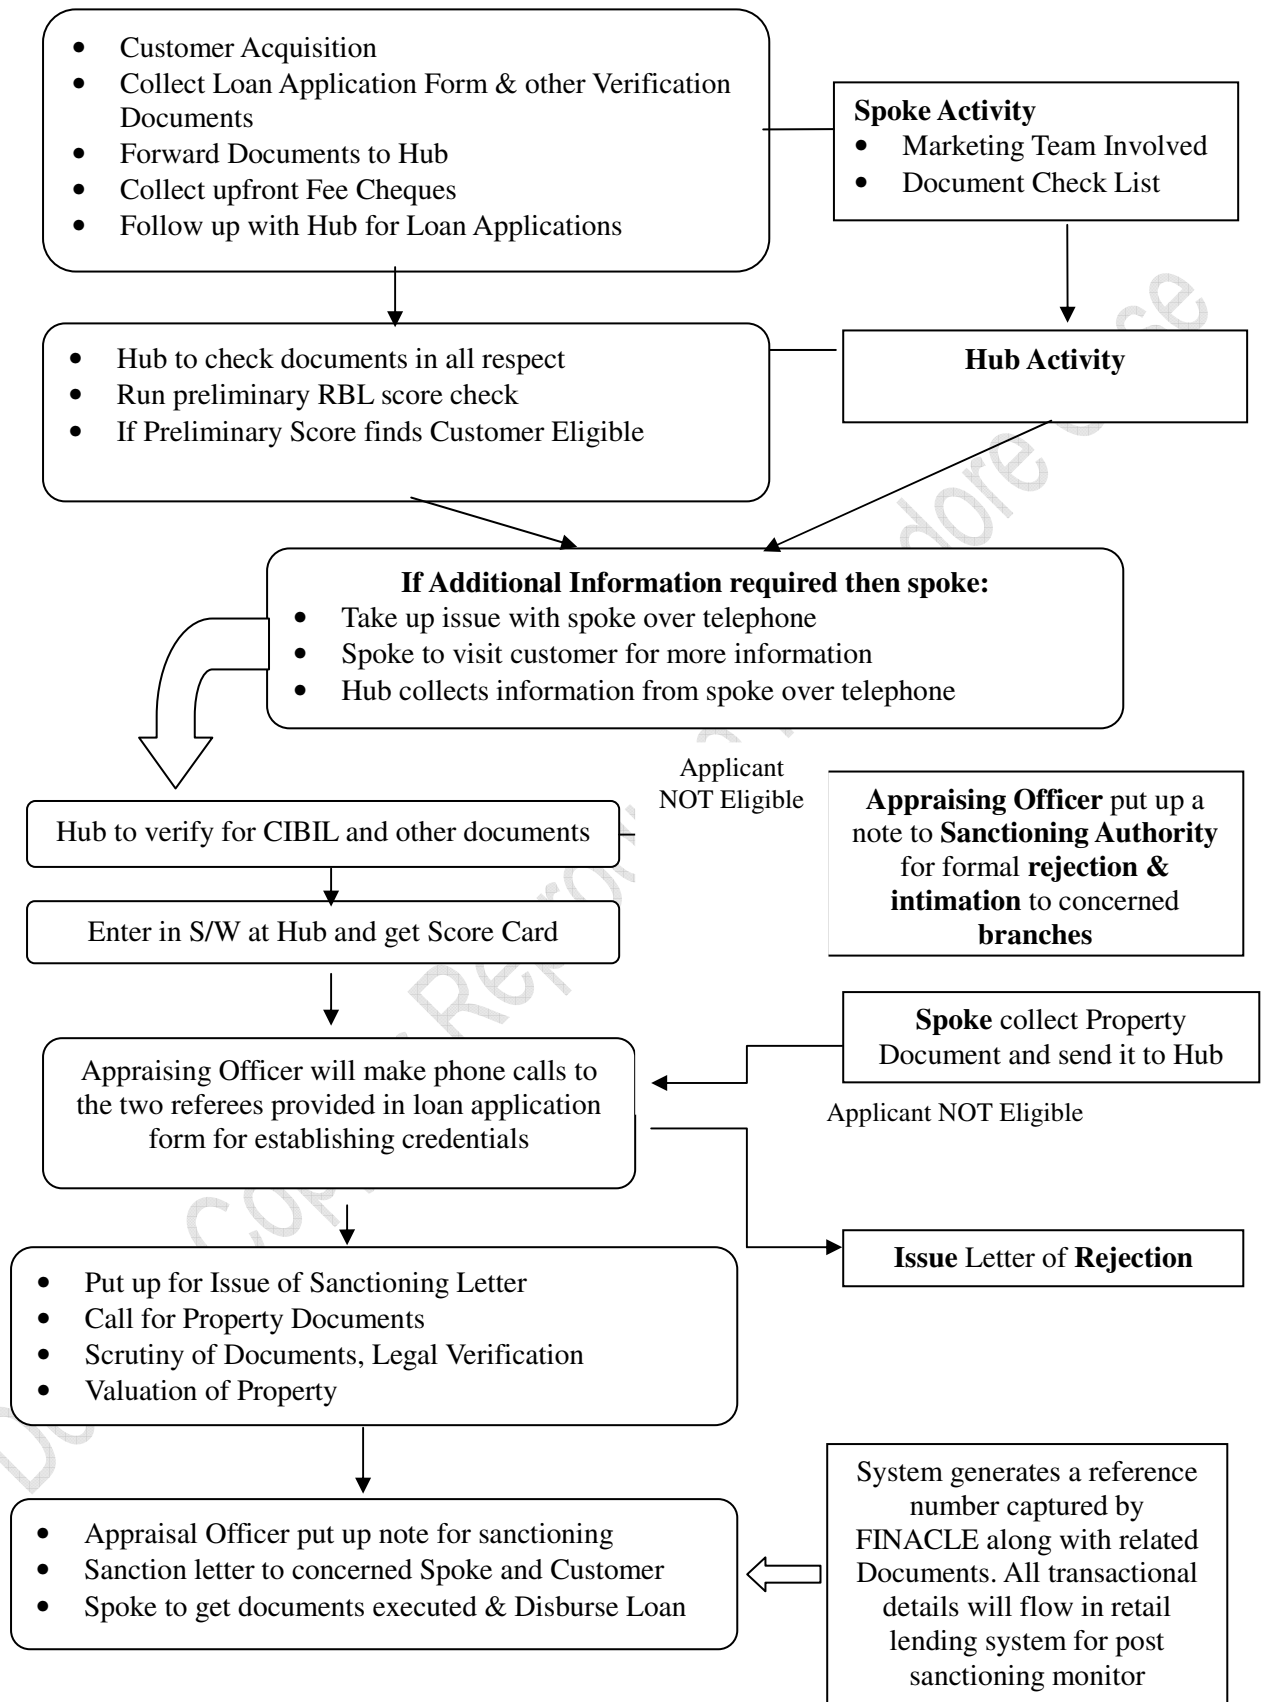 • Customer Acquisition
• Collect Loan Application Form & other Verification
Documents
• Forward Documents to Hub
• Collect upfront Fee Cheques
• Follow up with Hub for Loan Applications
Spoke Activity
• Marketing Team Involved
• Document Check List
• Hub to check documents in all respect
• Run preliminary RBL score check
• If Preliminary Score finds Customer Eligible
Hub Activity
If Additional Information required then spoke:
• Take up issue with spoke over telephone
• Spoke to visit customer for more information
• Hub collects information from spoke over telephone
Applicant
NOT Eligible
Hub to verify for CIBIL and other documents
Appraising Officer put up a
note to Sanctioning Authority
for formal rejection &
intimation to concerned
branches
Enter in S/W at Hub and get Score Card
Spoke collect Property
Document and send it to Hub
Appraising Officer will make phone calls to
the two referees provided in loan application
form for establishing credentials
Applicant NOT Eligible
Issue Letter of Rejection
• Put up for Issue of Sanctioning Letter
• Call for Property Documents
• Scrutiny of Documents, Legal Verification
• Valuation of Property
• Appraisal Officer put up note for sanctioning
• Sanction letter to concerned Spoke and Customer
• Spoke to get documents executed & Disburse Loan
System generates a reference
number captured by
FINACLE along with related
Documents. All transactional
details will flow in retail
lending system for post
sanctioning monitor